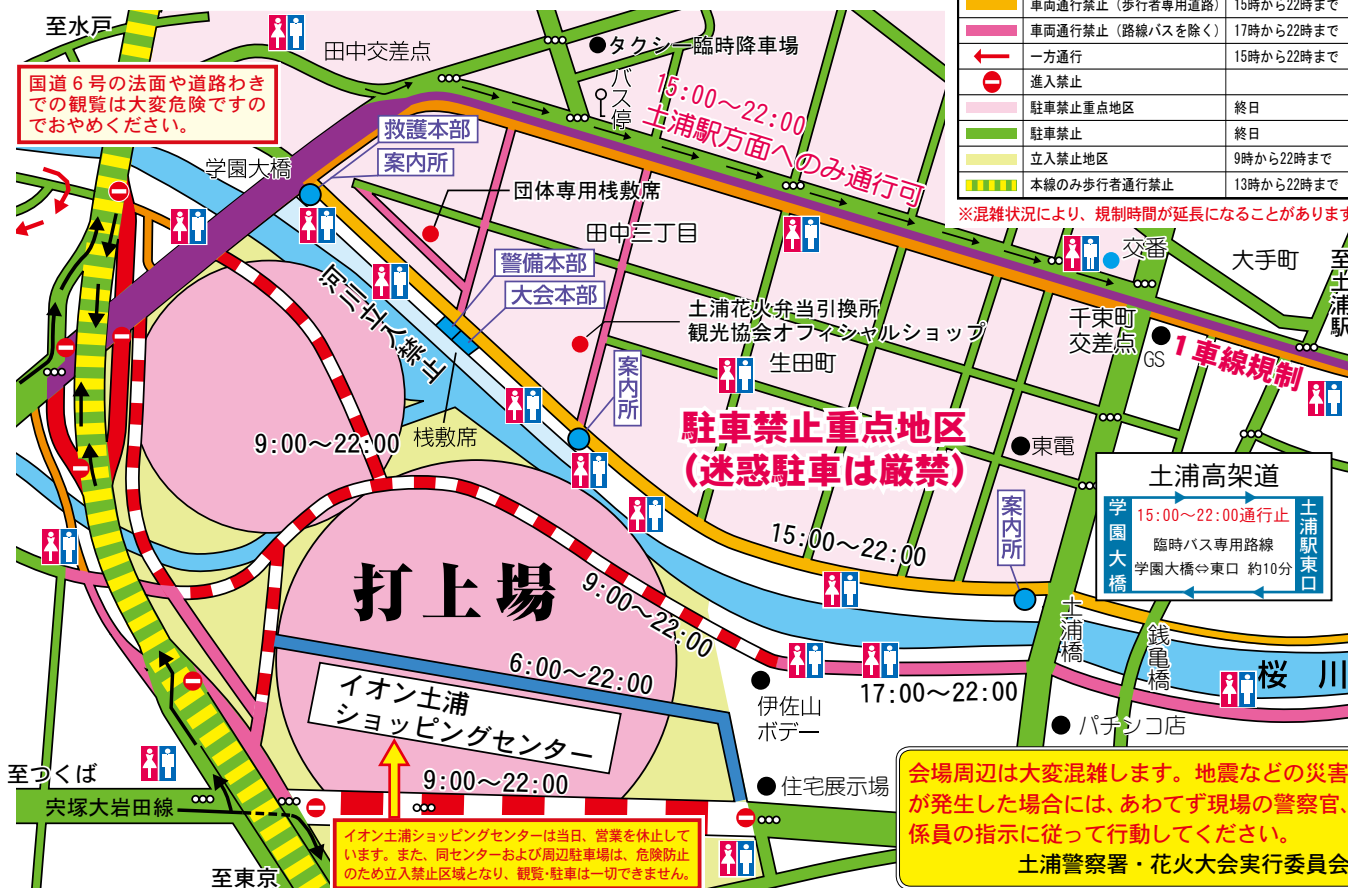 車両通行禁止（歩行者専用道路） 15時から22時まで
車両通行禁止（路線バスを除く） 17時から22時まで
一方通行 15時から22時まで
進入禁止
駐車禁止重点地区 終日
駐車禁止 終日
立入禁止地区 9時から22時まで
本線のみ歩行者通行禁止 13時から22時まで
※混雑状況により、規制時間が延長になることがあります
至水戸
田中交差点
タクシー臨時降車場
バス停
国道６号の法面や道路わき
での観覧は大変危険ですの
でおやめください。
15:00〜22:00
土浦駅方面へのみ通行可
救護本部
案内所
学園大橋
団体専用桟敷席
田中三丁目
警備本部
大会本部
河川立入禁止
土浦花火弁当引換所
観光協会オフィシャルショップ
生田町
交番
大手町
至土浦駅
千束町
交差点
GS
１車線規制
案内所
桟敷席
9:00〜22:00
駐車禁止重点地区
(迷惑駐車は厳禁)
東電
土浦高架道
学園大橋
15:00〜22:00通行止
臨時バス専用路線
学園大橋⇔東口 約10分
土浦駅東口
案内所
15:00〜22:00
打上場
9:00〜22:00
6:00〜22:00
イオン土浦
ショッピングセンター
9:00〜22:00
土浦橋
銭亀橋
桜川
伊佐山
ボデー
17:00〜22:00
パチンコ店
住宅展示場
至つくば
宍塚大岩田線
至東京
イオン土浦ショッピングセンターは当日、営業を休止して
います。また、同センターおよび周辺駐車場は、危険防止
のため立入禁止区域となり、観覧・駐車は一切できません。
会場周辺は大変混雑します。地震などの災害
が発生した場合には、あわてず現場の警察官、
係員の指示に従って行動してください。
土浦警察署・花火大会実行委員会